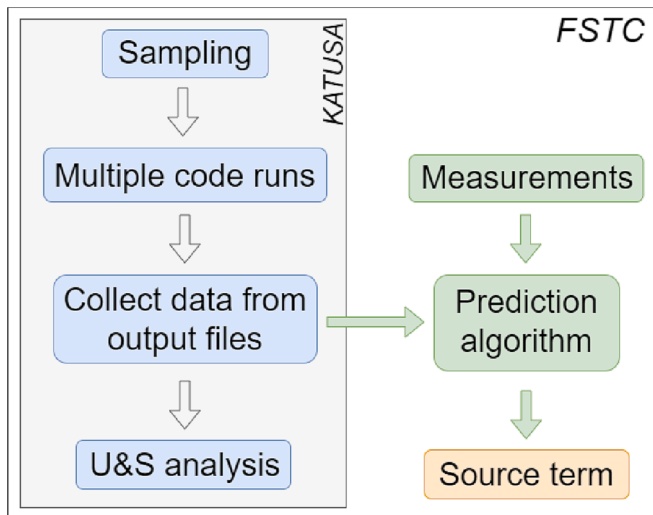 FSTC
KATUSA
Sampling
Multiple code runs
Collect data from
output files
U&S analysis
Measurements
Prediction
algorithm
Source term